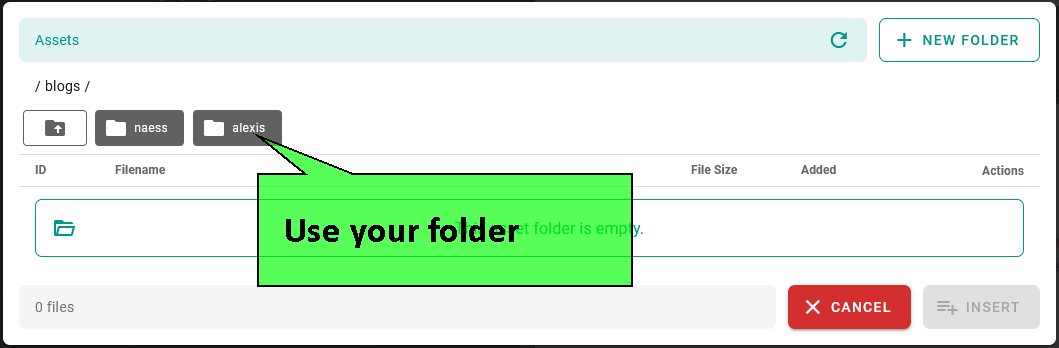 Assets
NEW FOLDER
/ blogs /
naess
alexis
ID Filename File Size Added Actions
Use your folder
folder is empty.
0 files
CANCEL
INSERT